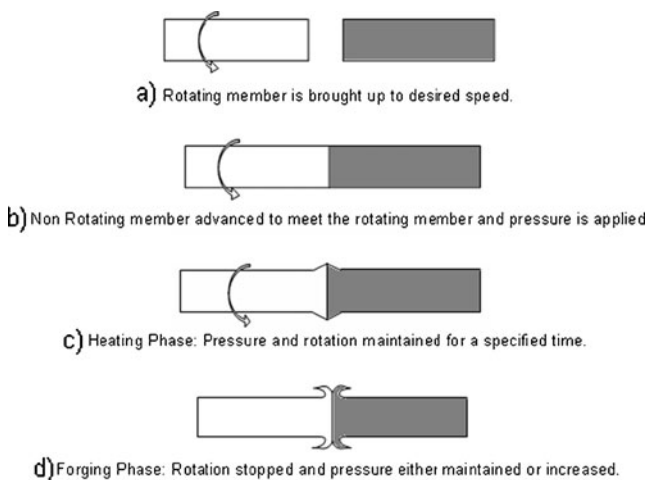 a) Rotating member is brought up to desired speed.
b) Non Rotating member advanced to meet the rotating member and pressure is applied
c) Heating Phase: Pressure and rotation maintained for a specified time.
d) Forging Phase: Rotation stopped and pressure either maintained or increased.